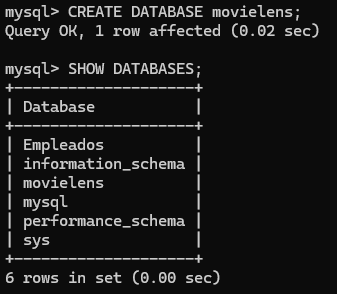 mysql> CREATE DATABASE movielens;
Query OK, 1 row affected (0.02 sec)

mysql> SHOW DATABASES;
+--------------------+
| Database           |
+--------------------+
| Empleados          |
| information_schema |
| movielens          |
| mysql              |
| performance_schema |
| sys                |
+--------------------+
6 rows in set (0.00 sec)